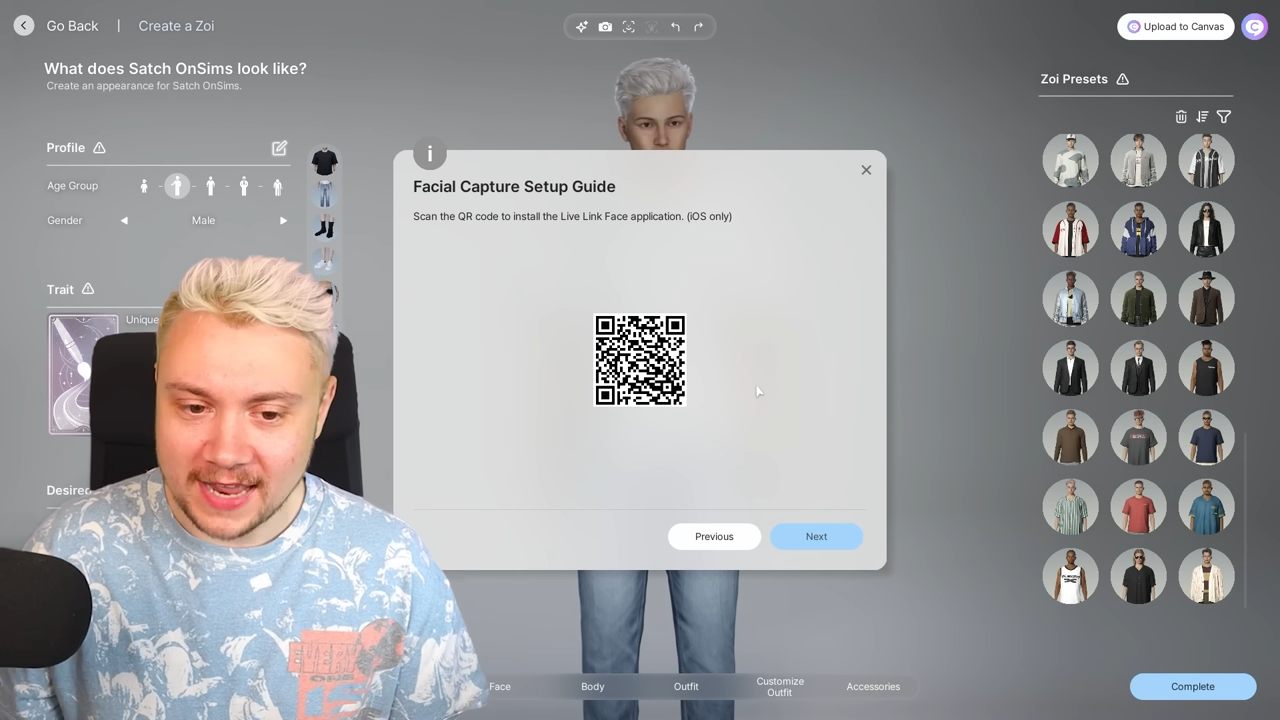 Go Back | Create a Zoi
Upload to Canvas
What does Satch OnSims look like?
Create an appearance for Satch OnSims.
Profile
Age Group
Gender
Male
Trait
Unique
Desired
i
Facial Capture Setup Guide
Scan the QR code to install the Live Link Face application. (iOS only)
Previous
Next
Zoi Presets
Face
Body
Outfit
Customize
Outfit
Accessories
Complete